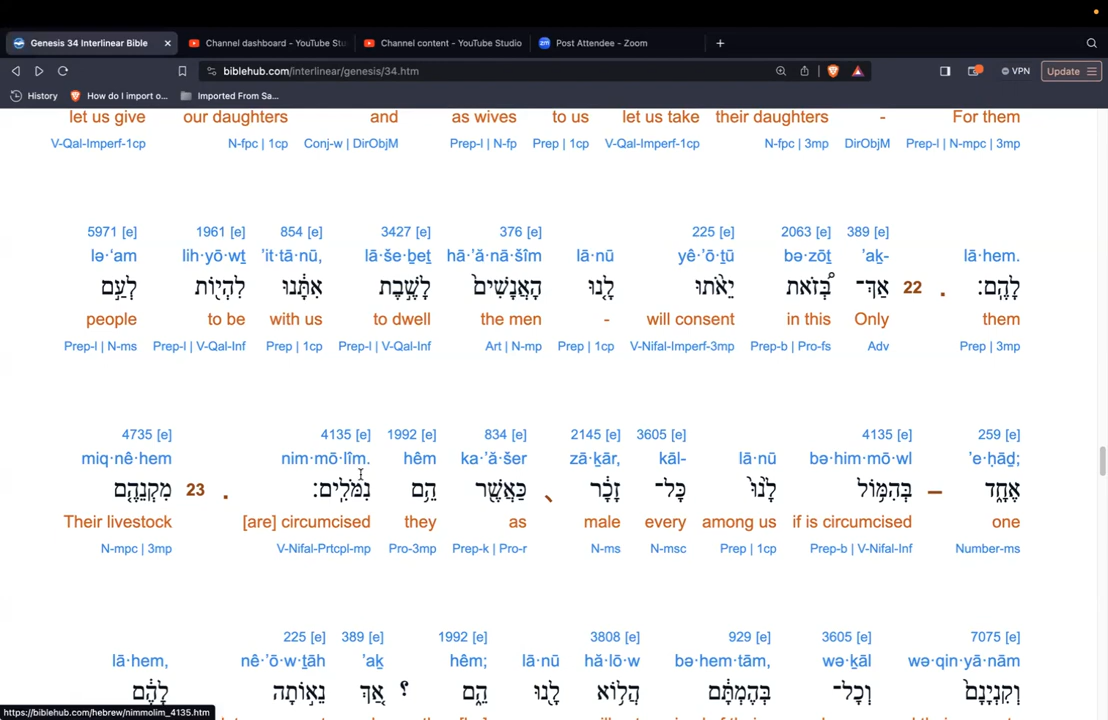 Genesis 34 Interlinear Bible
Channel dashboard - YouTube Stu
Channel content - YouTube Studio
Post Attendee - Zoom
biblehub.com/interlinear/genesis/34.htm
VPN
Update
History
How do I import o...
Imported From Sa...
let us give our daughters and as wives to us let us take their daughters - For them
V-Qal-Imperf-1cp N-fpc | 1cp Conj-w | DirObjM Prep-l | N-fp Prep | 1cp V-Qal-Imperf-1cp N-fpc | 3mp DirObjM Prep-l | N-mpc | 3mp
5971 [e] 1961 [e] 854 [e] 3427 [e] 376 [e] 225 [e] 2063 [e] 389 [e]
lə·‘am lih·yō·wṯ ’it·tā·nū, lā·še·ḇeṯ hā·’ă·nā·šîm lā·nū yê·’ō·ṯū bə·zōṯ ’aḵ- lā·hem.
לָהֶֽם׃ . 22 אַךְ־ בְּ֠זֹאת יֵאֹ֨תוּ לָ֤נוּ הָאֲנָשִׁים֙ לָשֶׁ֣בֶת אִתָּ֔נוּ לִהְי֖וֹת לְעַ֣ם
people to be with us to dwell the men - will consent in this Only them
Prep-l | N-ms Prep-l | V-Qal-Inf Prep | 1cp Prep-l | V-Qal-Inf Art | N-mp Prep | 1cp V-Nifal-Imperf-3mp Prep-b | Pro-fs Adv Prep | 3mp
4735 [e] 4135 [e] 1992 [e] 834 [e] 2145 [e] 3605 [e] 4135 [e] 259 [e]
miq·nê·hem nim·mō·lîm. hêm ka·’ă·šer zā·ḵār, kāl- lā·nū bə·him·mō·wl ’e·ḥāḏ;
אֶחָ֑ד – בְּהִמּ֥וֹל לָ֙נוּ֙ כָּל־ זָכָ֔ר 、 כַּאֲשֶׁ֖ר הֵ֥ם נִמֹּלִֽים׃ . 23 מִקְנֵהֶ֤ם
Their livestock [are] circumcised they as male every among us if is circumcised one
N-mpc | 3mp V-Nifal-Prtcpl-mp Pro-3mp Prep-k | Pro-r N-ms N-msc Prep | 1cp Prep-b | V-Nifal-Inf Number-ms
225 [e] 389 [e] 1992 [e] 3808 [e] 929 [e] 3605 [e] 7075 [e]
lā·hem, nê·’ō·w·ṯāh ’aḵ hêm; lā·nū hă·lō·w bə·hem·tām, wə·ḵāl wə·qin·yā·nām
וְקִנְיָנָם֙ וְכָל־ בְּהֶמְתָּ֔ם הֲל֥וֹא לָ֖נוּ הֵ֑ם ? אַ֚ךְ נֵא֣וֹתָה לָהֶ֔ם
https://biblehub.com/hebrew/nimmolim_4135.htm